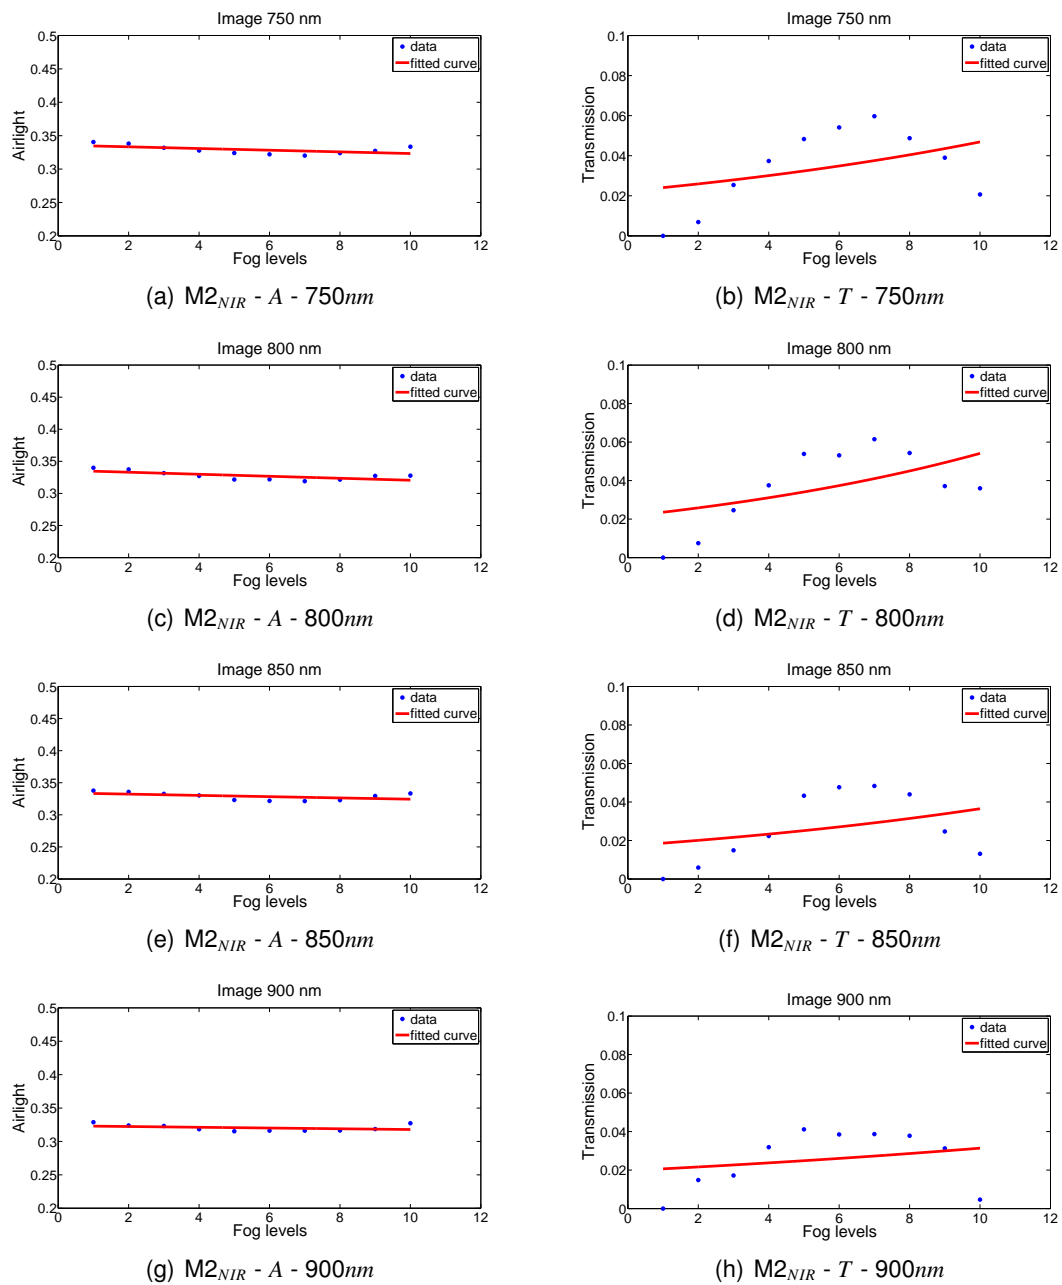 Image 750 nm
0.5
0.45
0.4
0.35
0.3
0.25
0.2
0 2 4 6 8 10 12
Airlight
Fog levels
data
fitted curve
(a) M2NIR - A - 750nm
Image 750 nm
0.1
0.08
0.06
0.04
0.02
0
0 2 4 6 8 10 12
Transmission
Fog levels
data
fitted curve
(b) M2NIR - T - 750nm
Image 800 nm
0.5
0.45
0.4
0.35
0.3
0.25
0.2
0 2 4 6 8 10 12
Airlight
Fog levels
data
fitted curve
(c) M2NIR - A - 800nm
Image 800 nm
0.1
0.08
0.06
0.04
0.02
0
0 2 4 6 8 10 12
Transmission
Fog levels
data
fitted curve
(d) M2NIR - T - 800nm
Image 850 nm
0.5
0.45
0.4
0.35
0.3
0.25
0.2
0 2 4 6 8 10 12
Airlight
Fog levels
data
fitted curve
(e) M2NIR - A - 850nm
Image 850 nm
0.1
0.08
0.06
0.04
0.02
0
0 2 4 6 8 10 12
Transmission
Fog levels
data
fitted curve
(f) M2NIR - T - 850nm
Image 900 nm
0.5
0.45
0.4
0.35
0.3
0.25
0.2
0 2 4 6 8 10 12
Airlight
Fog levels
data
fitted curve
(g) M2NIR - A - 900nm
Image 900 nm
0.1
0.08
0.06
0.04
0.02
0
0 2 4 6 8 10 12
Transmission
Fog levels
data
fitted curve
(h) M2NIR - T - 900nm